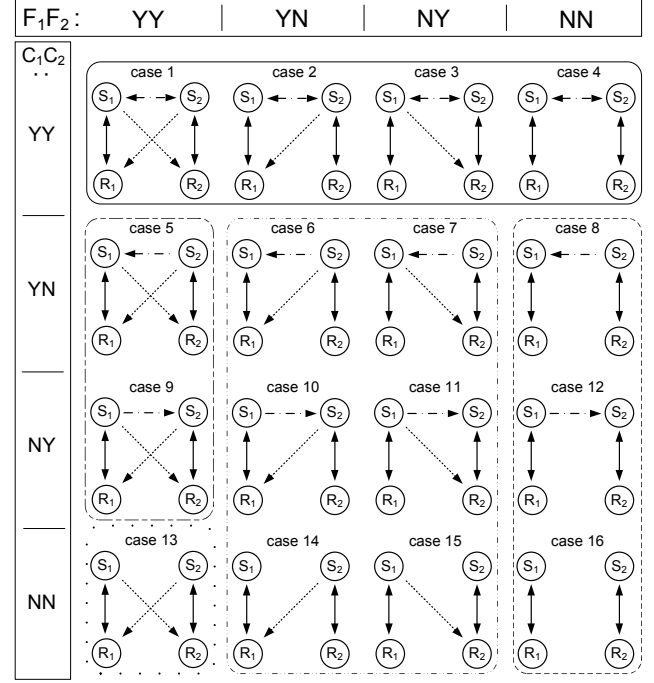 F₁F₂: YY YN NY NN
C₁C₂
..
YY
case 1 case 2 case 3 case 4
S₁ S₂ S₁ S₂ S₁ S₂ S₁ S₂
R₁ R₂ R₁ R₂ R₁ R₂ R₁ R₂
YN
case 5 case 6 case 7 case 8
S₁ S₂ S₁ S₂ S₁ S₂ S₁ S₂
R₁ R₂ R₁ R₂ R₁ R₂ R₁ R₂
NY
case 9 case 10 case 11 case 12
S₁ S₂ S₁ S₂ S₁ S₂ S₁ S₂
R₁ R₂ R₁ R₂ R₁ R₂ R₁ R₂
NN
case 13 case 14 case 15 case 16
S₁ S₂ S₁ S₂ S₁ S₂ S₁ S₂
R₁ R₂ R₁ R₂ R₁ R₂ R₁ R₂